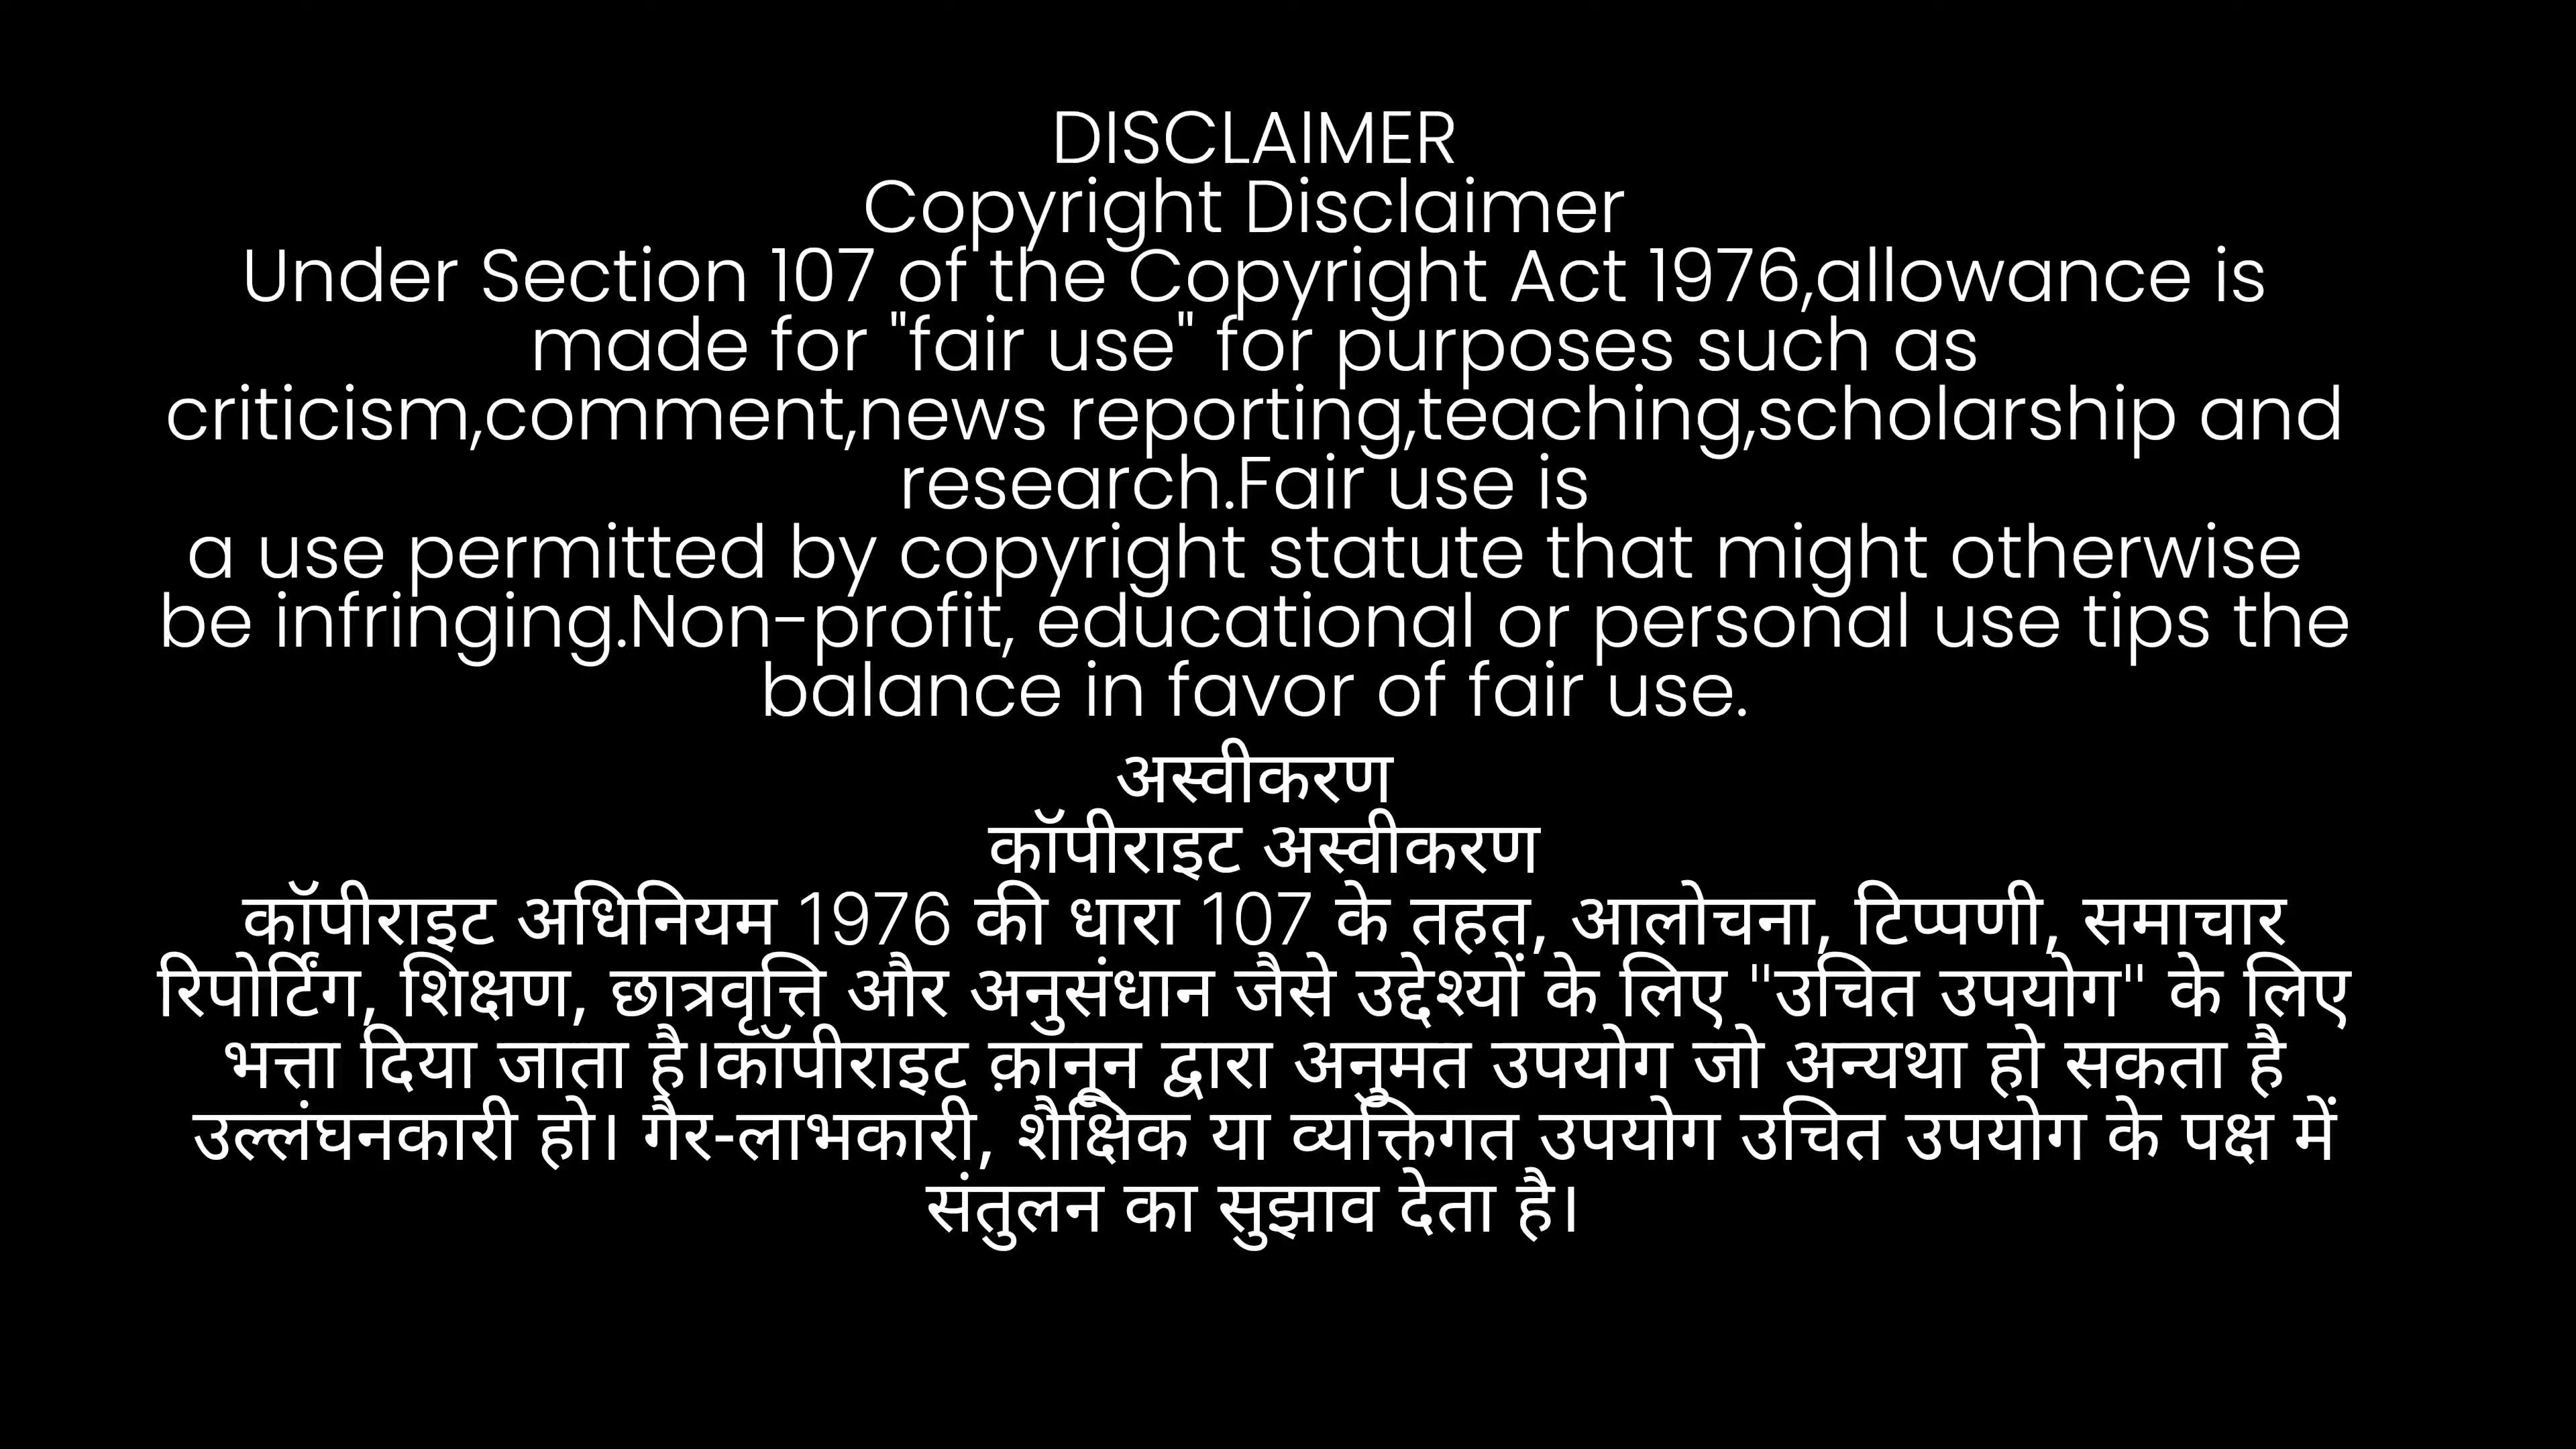 DISCLAIMER
Copyright Disclaimer
Under Section 107 of the Copyright Act 1976,allowance is
made for "fair use" for purposes such as
criticism,comment,news reporting,teaching,scholarship and
research.Fair use is
a use permitted by copyright statute that might otherwise
be infringing.Non-profit, educational or personal use tips the
balance in favor of fair use.
अस्वीकरण
कॉपीराइट अस्वीकरण
कॉपीराइट अधिनियम 1976 की धारा 107 के तहत, आलोचना, टिप्पणी, समाचार
रिपोर्टिंग, शिक्षण, छात्रवृत्ति और अनुसंधान जैसे उद्देश्यों के लिए "उचित उपयोग" के लिए
भत्ता दिया जाता है।कॉपीराइट क़ानून द्वारा अनुमत उपयोग जो अन्यथा हो सकता है
उल्लंघनकारी हो। गैर-लाभकारी, शैक्षिक या व्यक्तिगत उपयोग उचित उपयोग के पक्ष में
संतुलन का सुझाव देता है।